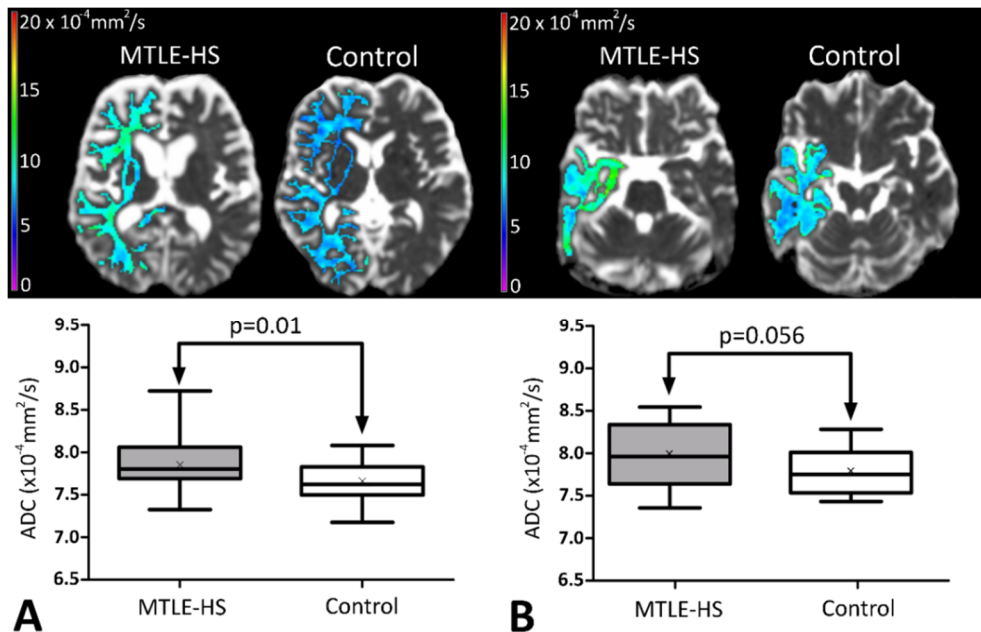 20 x 10⁻⁴mm²/s
MTLE-HS
Control
15
10
5
0
20 x 10⁻⁴mm²/s
MTLE-HS
Control
15
10
5
0
9.5
9.0
8.5
8.0
7.5
7.0
6.5
ADC (x10⁻⁴mm²/s)
p=0.01
x
x
MTLE-HS
Control
A
9.5
9.0
8.5
8.0
7.5
7.0
6.5
ADC (x10⁻⁴mm²/s)
p=0.056
x
x
MTLE-HS
Control
B